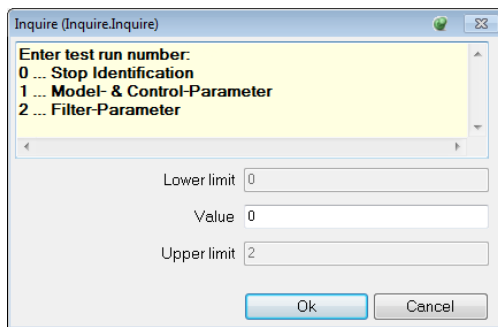 Inquire (Inquire.Inquire)
Enter test run number:
0 ... Stop Identification
1 ... Model- & Control-Parameter
2 ... Filter-Parameter
Lower limit 0
Value 0
Upper limit 2
Ok Cancel